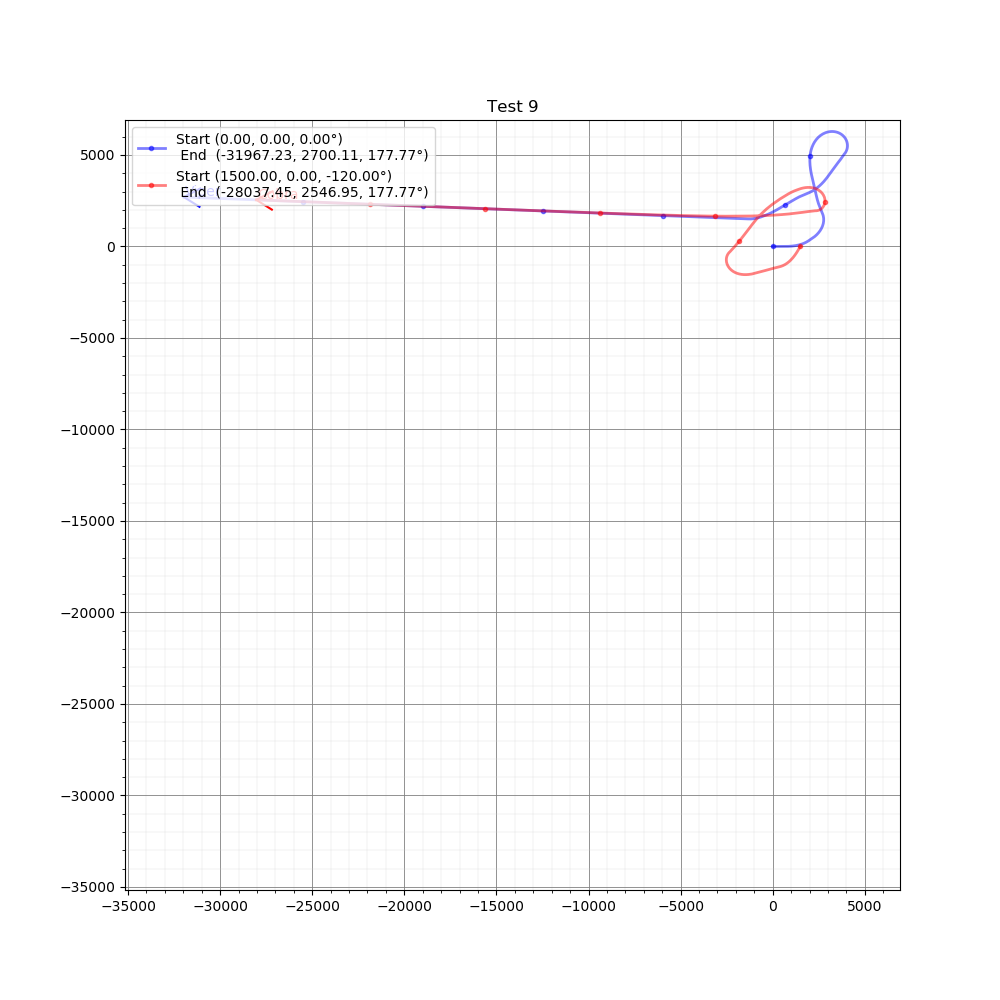 Test 9
Start (0.00, 0.00, 0.00°)
End (-31967.23, 2700.11, 177.77°)
Start (1500.00, 0.00, -120.00°)
End (-28037.45, 2546.95, 177.77°)
5000
0
−5000
−10000
−15000
−20000
−25000
−30000
−35000
−35000 −30000 −25000 −20000 −15000 −10000 −5000 0 5000